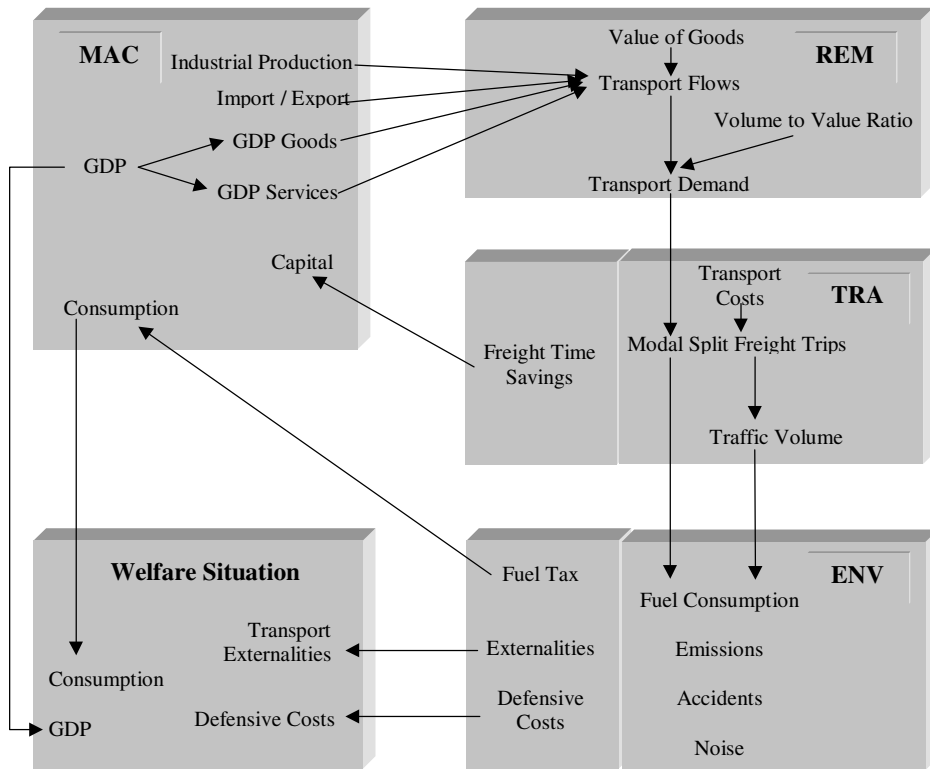 MAC
Industrial Production
Import / Export
GDP Goods
GDP
GDP Services
Capital
Consumption
Value of Goods
REM
Transport Flows
Volume to Value Ratio
Transport Demand
Freight Time
Savings
Transport
Costs
TRA
Modal Split Freight Trips
Traffic Volume
Welfare Situation
Transport
Externalities
Consumption
Defensive Costs
GDP
Fuel Tax
Externalities
Defensive
Costs
ENV
Fuel Consumption
Emissions
Accidents
Noise